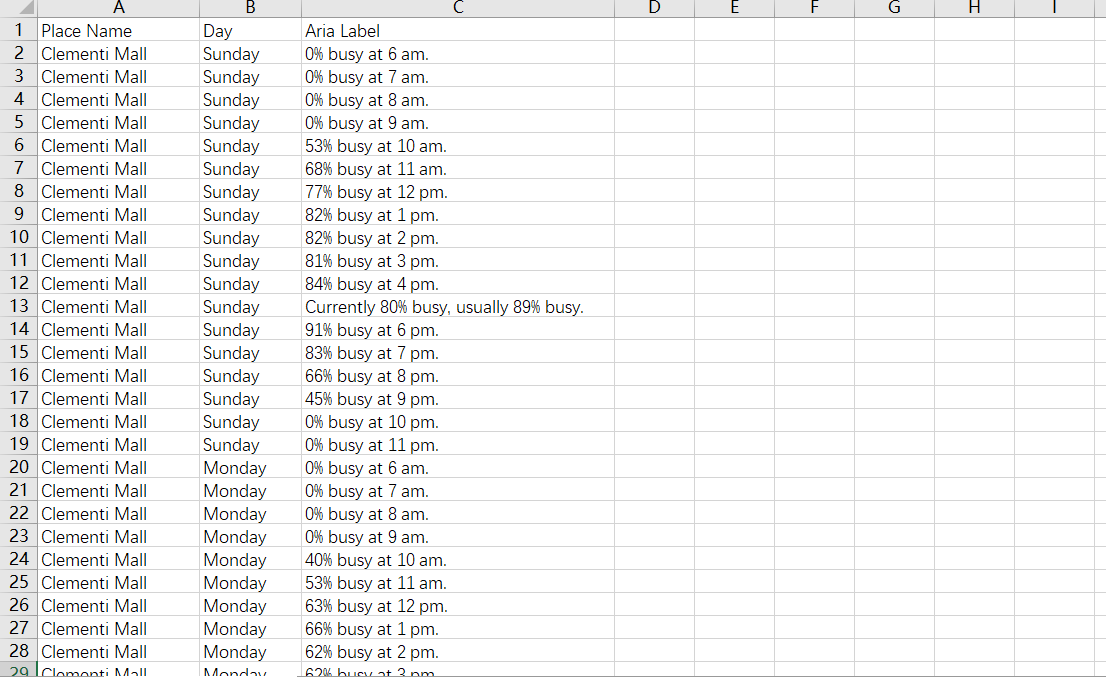 A B C D E F G H I
1 Place Name Day Aria Label
2 Clementi Mall Sunday 0% busy at 6 am.
3 Clementi Mall Sunday 0% busy at 7 am.
4 Clementi Mall Sunday 0% busy at 8 am.
5 Clementi Mall Sunday 0% busy at 9 am.
6 Clementi Mall Sunday 53% busy at 10 am.
7 Clementi Mall Sunday 68% busy at 11 am.
8 Clementi Mall Sunday 77% busy at 12 pm.
9 Clementi Mall Sunday 82% busy at 1 pm.
10 Clementi Mall Sunday 82% busy at 2 pm.
11 Clementi Mall Sunday 81% busy at 3 pm.
12 Clementi Mall Sunday 84% busy at 4 pm.
13 Clementi Mall Sunday Currently 80% busy, usually 89% busy.
14 Clementi Mall Sunday 91% busy at 6 pm.
15 Clementi Mall Sunday 83% busy at 7 pm.
16 Clementi Mall Sunday 66% busy at 8 pm.
17 Clementi Mall Sunday 45% busy at 9 pm.
18 Clementi Mall Sunday 0% busy at 10 pm.
19 Clementi Mall Sunday 0% busy at 11 pm.
20 Clementi Mall Monday 0% busy at 6 am.
21 Clementi Mall Monday 0% busy at 7 am.
22 Clementi Mall Monday 0% busy at 8 am.
23 Clementi Mall Monday 0% busy at 9 am.
24 Clementi Mall Monday 40% busy at 10 am.
25 Clementi Mall Monday 53% busy at 11 am.
26 Clementi Mall Monday 63% busy at 12 pm.
27 Clementi Mall Monday 66% busy at 1 pm.
28 Clementi Mall Monday 62% busy at 2 pm.
29 Clementi Mall Monday 62% busy at 3 pm.